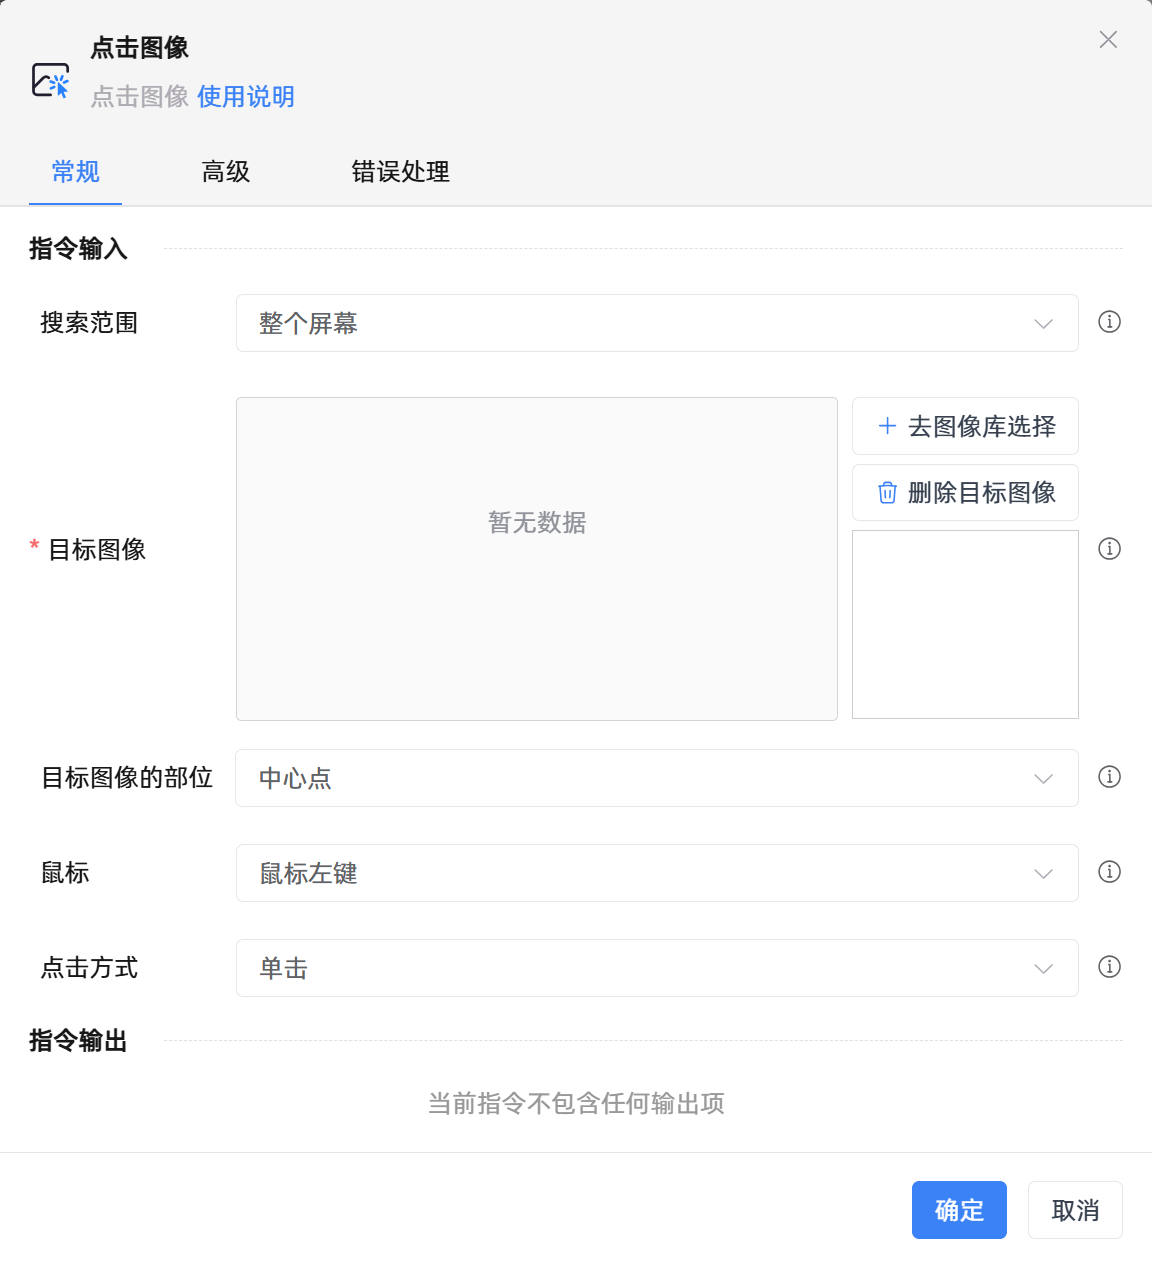 点击图像
点击图像 使用说明
常规 高级 错误处理
指令输入
搜索范围 整个屏幕
去图像库选择
删除目标图像
暂无数据
* 目标图像
目标图像的部位 中心点
鼠标 鼠标左键
点击方式 单击
指令输出
当前指令不包含任何输出项
确定 取消